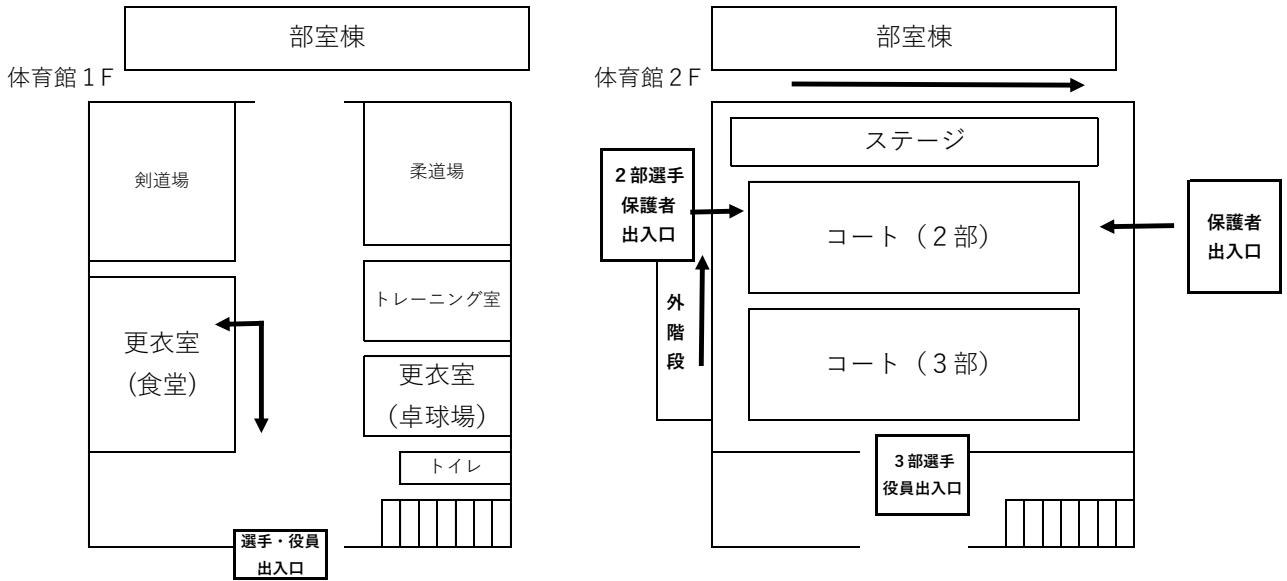 部室棟
体育館１F
剣道場
柔道場
トレーニング室
更衣室
(食堂)
更衣室
（卓球場）
トイレ
選手・役員
出入口
部室棟
体育館２F
ステージ
２部選手
保護者
出入口
コート（２部）
保護者
出入口
外
階
段
コート（３部）
３部選手
役員出入口